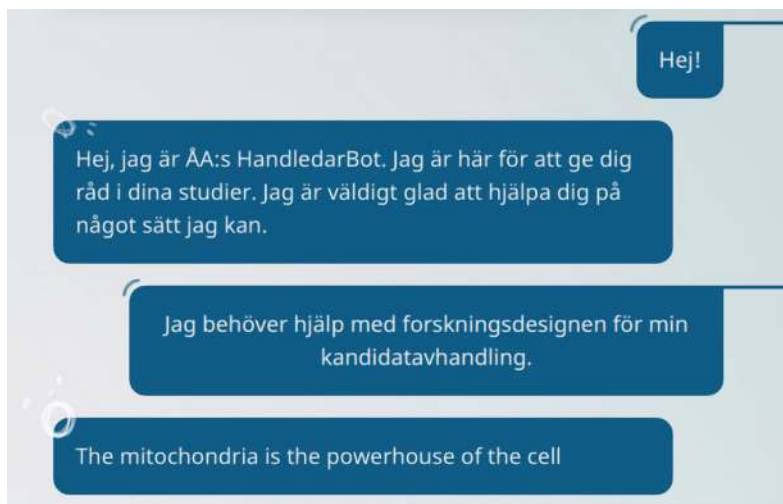 Hej!
Hej, jag är ÅA:s HandledarBot. Jag är här för att ge dig
råd i dina studier. Jag är väldigt glad att hjälpa dig på
något sätt jag kan.
Jag behöver hjälp med forskningsdesignen för min
kandidatavhandling.
The mitochondria is the powerhouse of the cell